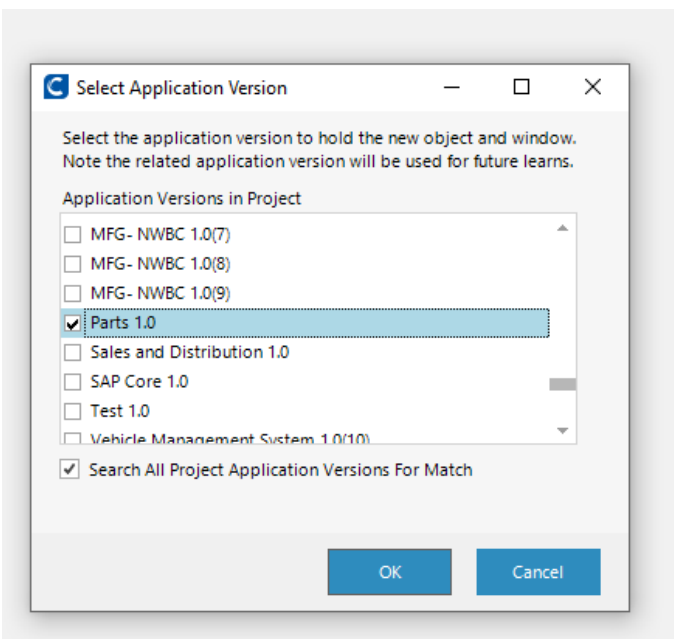 Select Application Version
Select the application version to hold the new object and window.
Note the related application version will be used for future learns.
Application Versions in Project
MFG- NWBC 1.0(7)
MFG- NWBC 1.0(8)
MFG- NWBC 1.0(9)
Parts 1.0
Sales and Distribution 1.0
SAP Core 1.0
Test 1.0
Vehicle Management System 1.0(10)
Search All Project Application Versions For Match
OK Cancel